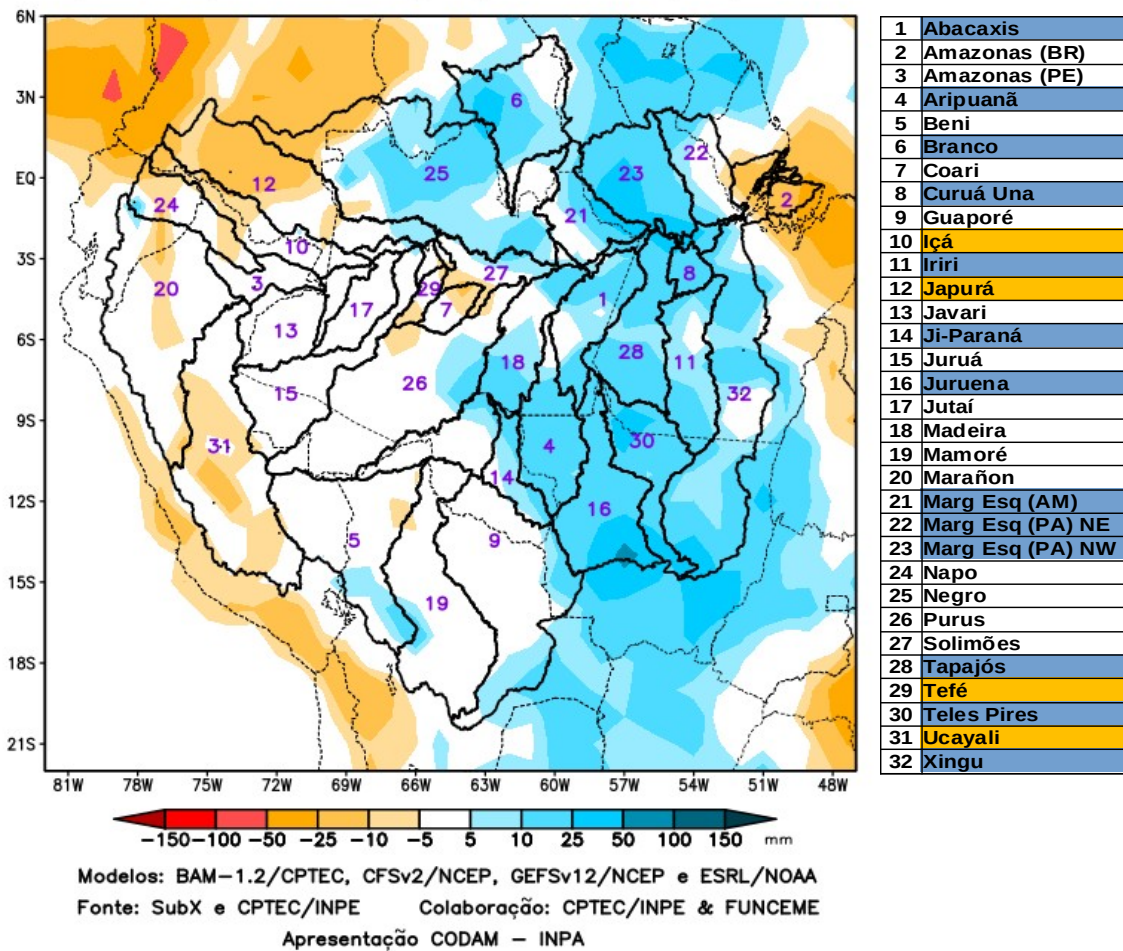 6N
3N
EQ
3S
6S
9S
12S
15S
18S
21S
81W 78W 75W 72W 69W 66W 63W 60W 57W 54W 51W 48W
6
25
12
24
22
23
2
21
10
27
3
20
29
8
7
17
1
13
28
18
11
26
15
32
31
30
4
14
16
5
9
19
1 Abacaxis
2 Amazonas (BR)
3 Amazonas (PE)
4 Aripuanã
5 Beni
6 Branco
7 Coari
8 Curuá Una
9 Guaporé
10 Içá
11 Iriri
12 Japurá
13 Javari
14 Ji-Paraná
15 Juruá
16 Juruena
17 Jutaí
18 Madeira
19 Mamoré
20 Marañon
21 Marg Esq (AM)
22 Marg Esq (PA) NE
23 Marg Esq (PA) NW
24 Napo
25 Negro
26 Purus
27 Solimões
28 Tapajós
29 Tefé
30 Teles Pires
31 Ucayali
32 Xingu
-150 -100 -50 -25 -10 -5 5 10 25 50 100 150 mm
Modelos: BAM-1.2/CPTEC, CFSv2/NCEP, GEFSv12/NCEP e ESRL/NOAA
Fonte: SubX e CPTEC/INPE Colaboração: CPTEC/INPE & FUNCEME
Apresentação CODAM - INPA